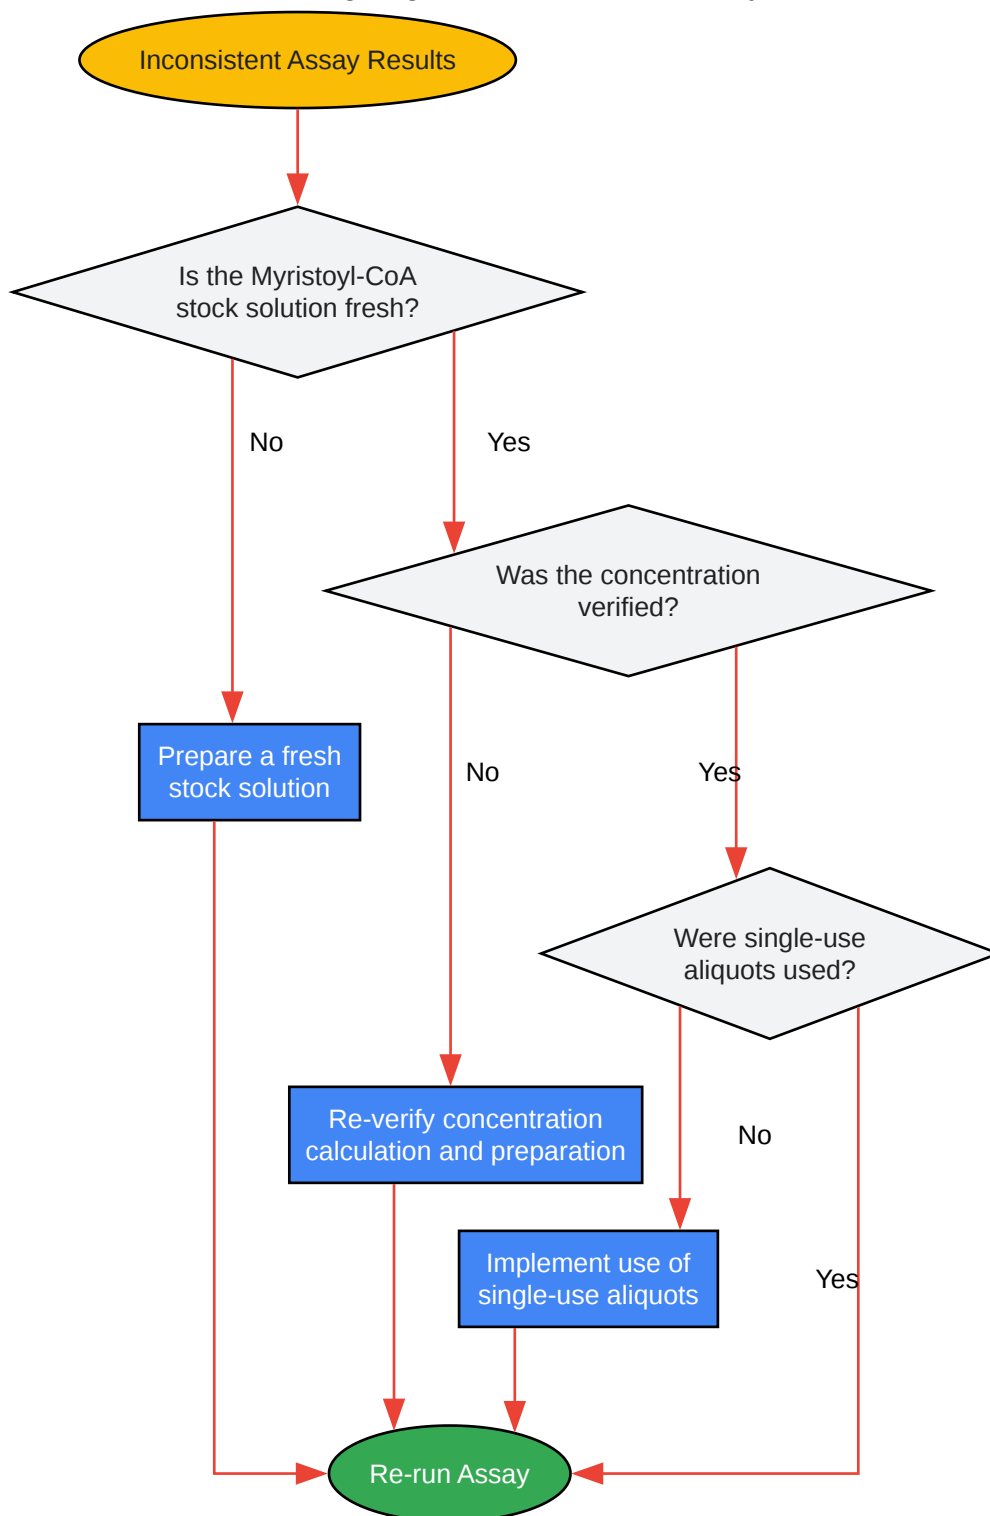 Inconsistent Assay Results
Is the Myristoyl-CoA
stock solution fresh?
No
Yes
Was the concentration
verified?
Prepare a fresh
stock solution
No
Yes
Were single-use
aliquots used?
Re-verify concentration
calculation and preparation
No
Implement use of
single-use aliquots
Yes
Re-run Assay